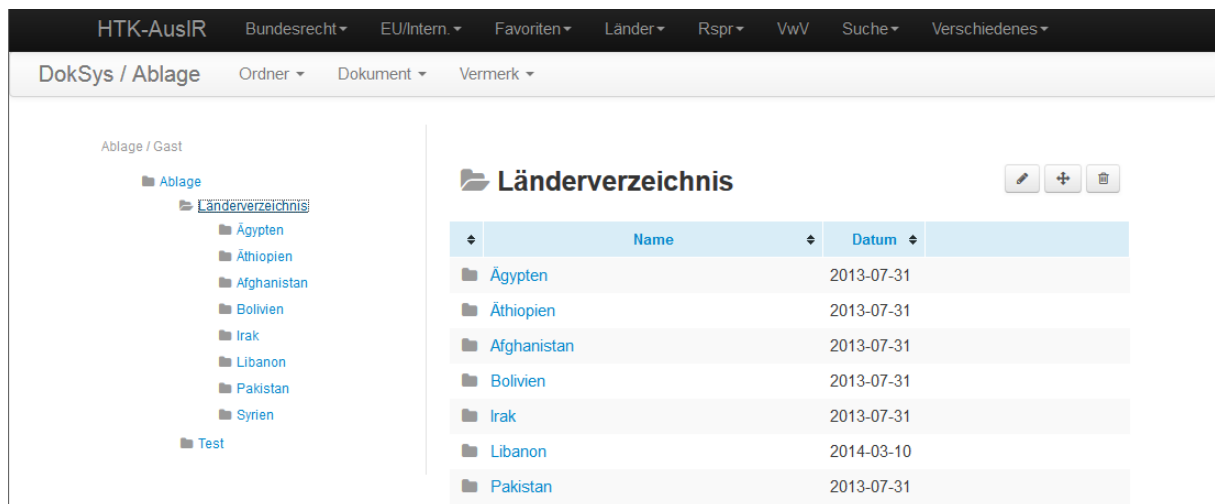 HTK-AuslR Bundesrecht EU/Intern. Favoriten Länder Rspr VwV Suche Verschiedenes
DokSys / Ablage Ordner Dokument Vermerk
Ablage / Gast
Ablage
Länderverzeichnis
Ägypten
Äthiopien
Afghanistan
Bolivien
Irak
Libanon
Pakistan
Syrien
Test
Länderverzeichnis
Name Datum
Ägypten 2013-07-31
Äthiopien 2013-07-31
Afghanistan 2013-07-31
Bolivien 2013-07-31
Irak 2013-07-31
Libanon 2014-03-10
Pakistan 2013-07-31